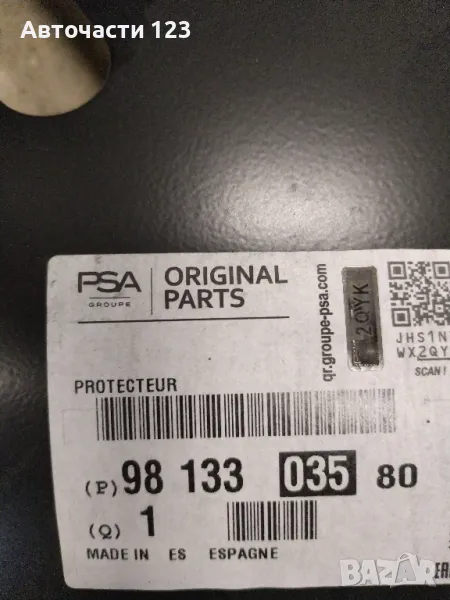 Авточасти 123
PSA
GROUPE
ORIGINAL
PARTS
qr.groupe-psa.com
2QYK
JHS1N
WX2QY
SCAN!
PROTECTEUR
(P) 98 133 035 80
(Q) 1
MADE IN ES ESPAGNE
BAZAR